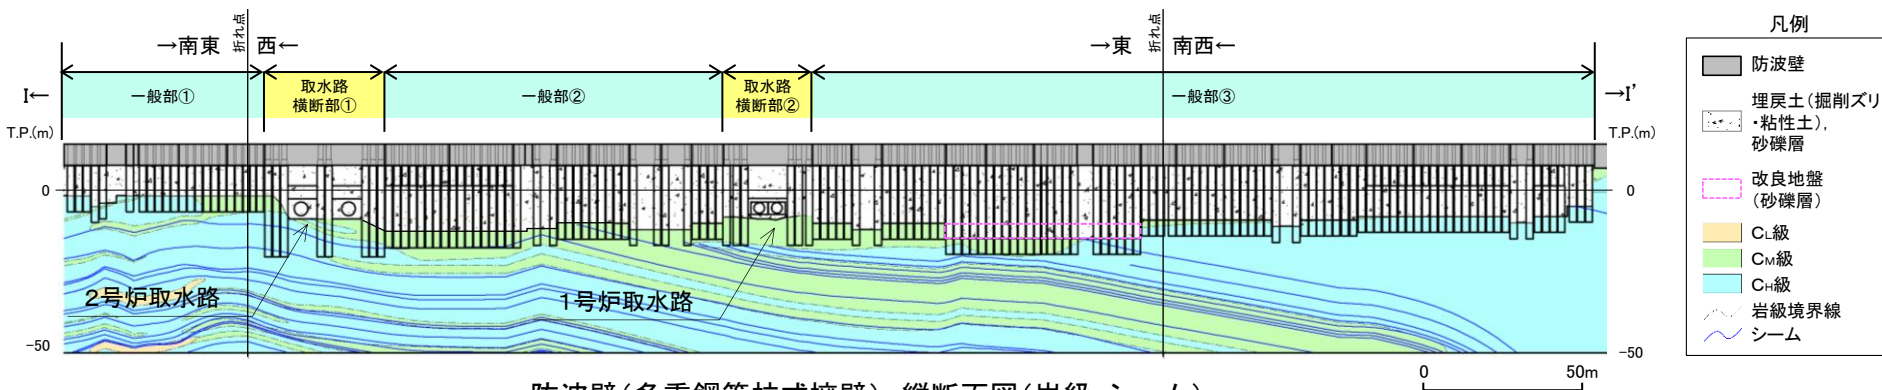 →南東
折れ点
西←
→東
折れ点
南西←
I←
一般部①
取水路
横断部①
一般部②
取水路
横断部②
一般部③
→I'
T.P.(m)
T.P.(m)
0
0
2号炉取水路
1号炉取水路
-50
-50
0
50m
凡例
防波壁
埋戻土(掘削ズリ
・粘性土),
砂礫層
改良地盤
(砂礫層)
CL級
CM級
CH級
岩級境界線
シーム